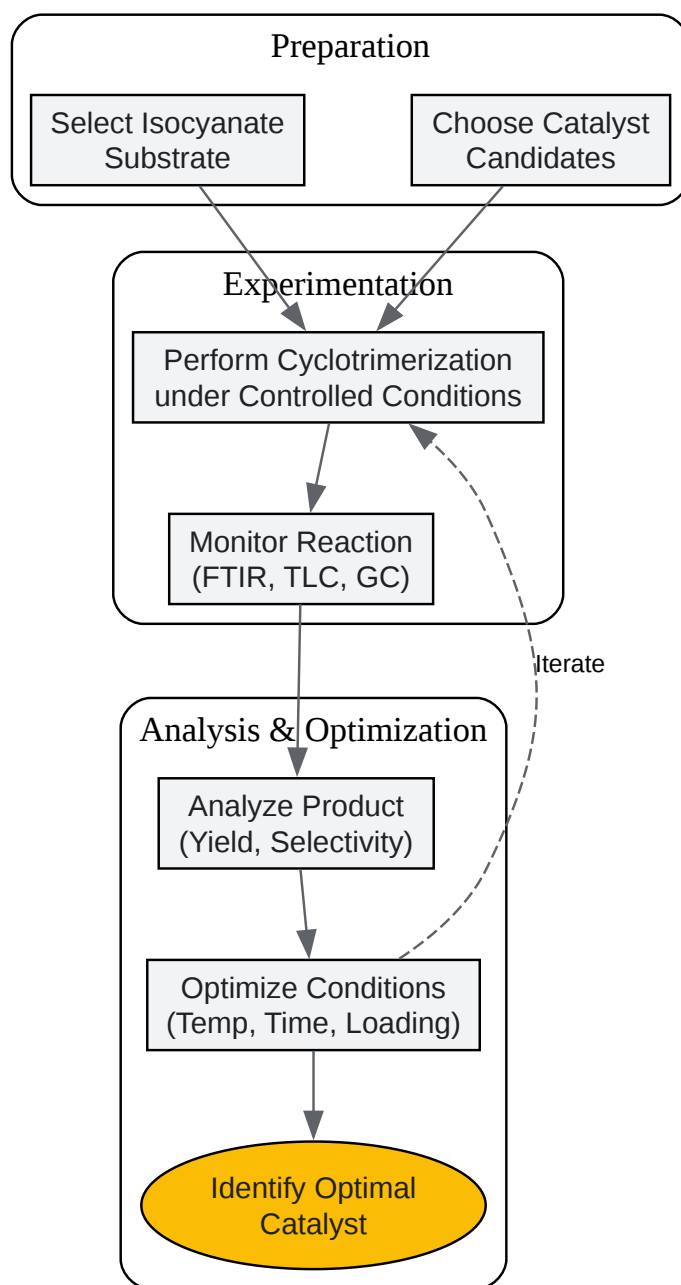 Preparation
Select Isocyanate
Substrate
Choose Catalyst
Candidates
Experimentation
Perform Cyclotrimerization
under Controlled Conditions
Monitor Reaction
(FTIR, TLC, GC)
Iterate
Analysis & Optimization
Analyze Product
(Yield, Selectivity)
Optimize Conditions
(Temp, Time, Loading)
Identify Optimal
Catalyst